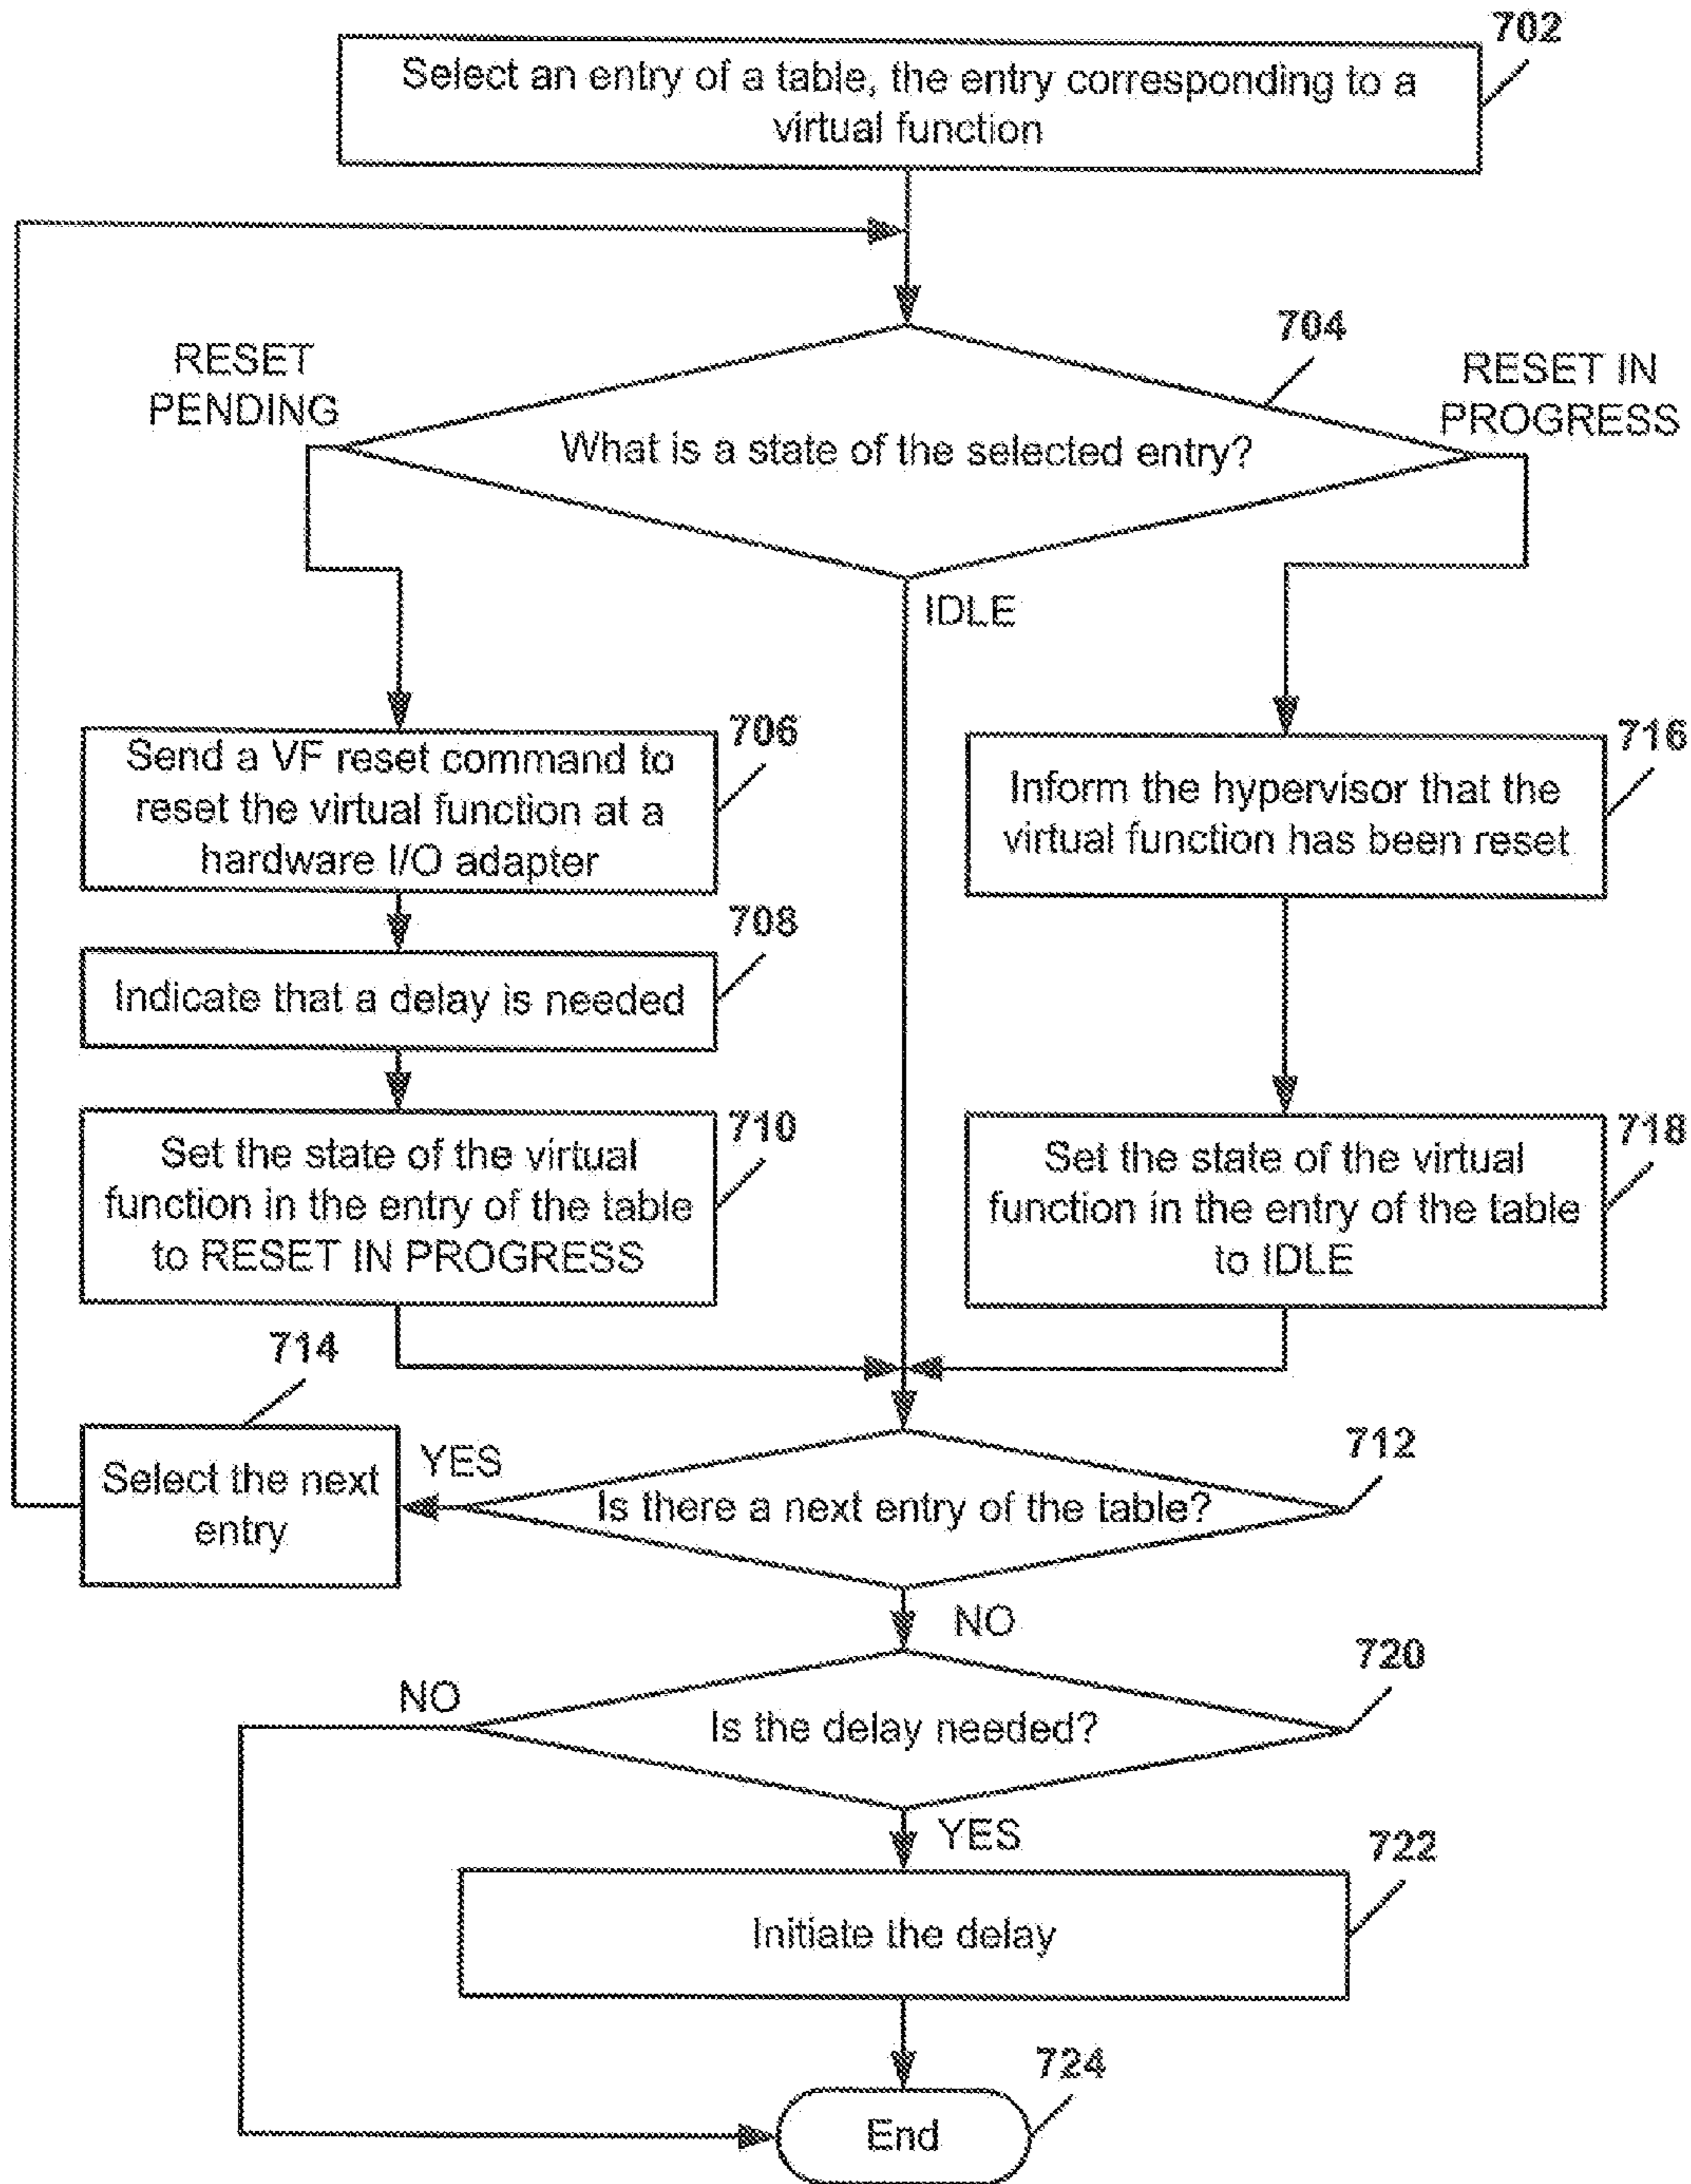 702
Select an entry of a table, the entry corresponding to a
virtual function
704
RESET
PENDING
RESET IN
PROGRESS
What is a state of the selected entry?
IDLE
706
Send a VF reset command to
reset the virtual function at a
hardware I/O adapter
716
Inform the hypervisor that the
virtual function has been reset
708
Indicate that a delay is needed
710
Set the state of the virtual
function in the entry of the table
to RESET IN PROGRESS
718
Set the state of the virtual
function in the entry of the table
to IDLE
714
Select the next
entry
YES
712
Is there a next entry of the table?
NO
720
NO
Is the delay needed?
YES
722
Initiate the delay
724
End